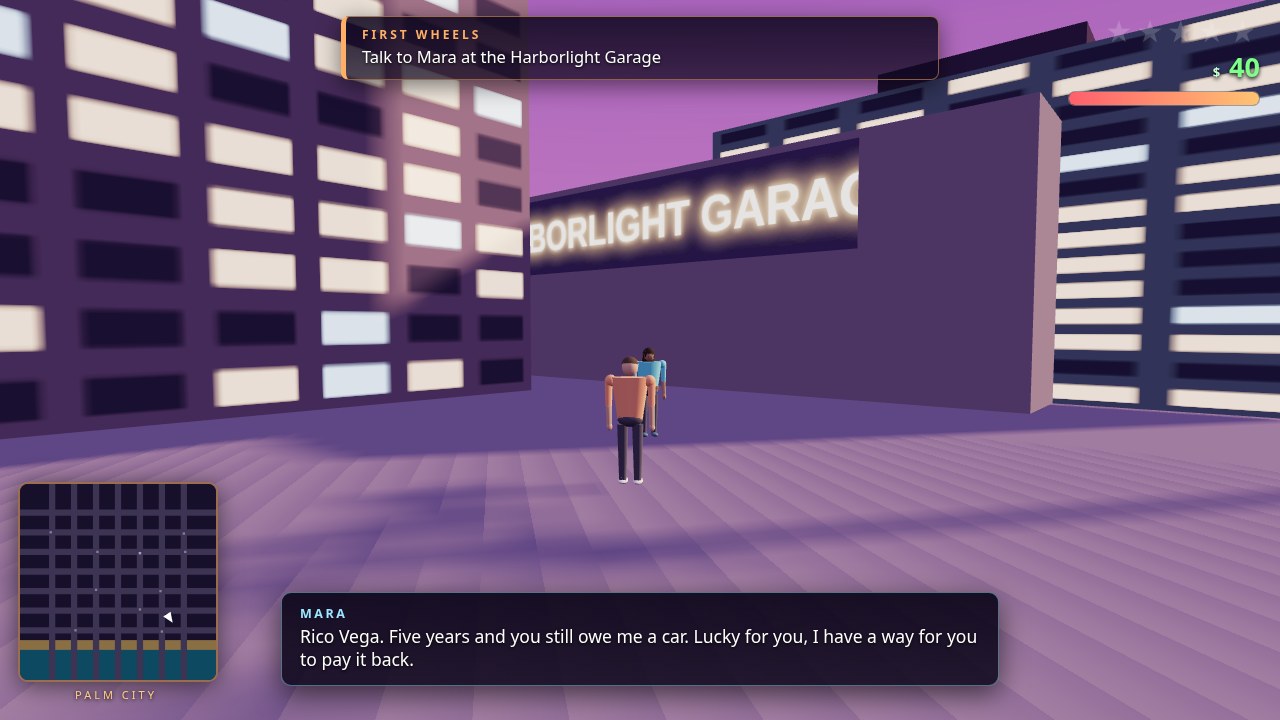 FIRST WHEELS
Talk to Mara at the Harborlight Garage
$ 40
BORLIGHT GARAG
MARA
Rico Vega. Five years and you still owe me a car. Lucky for you, I have a way for you
to pay it back.
PALM CITY